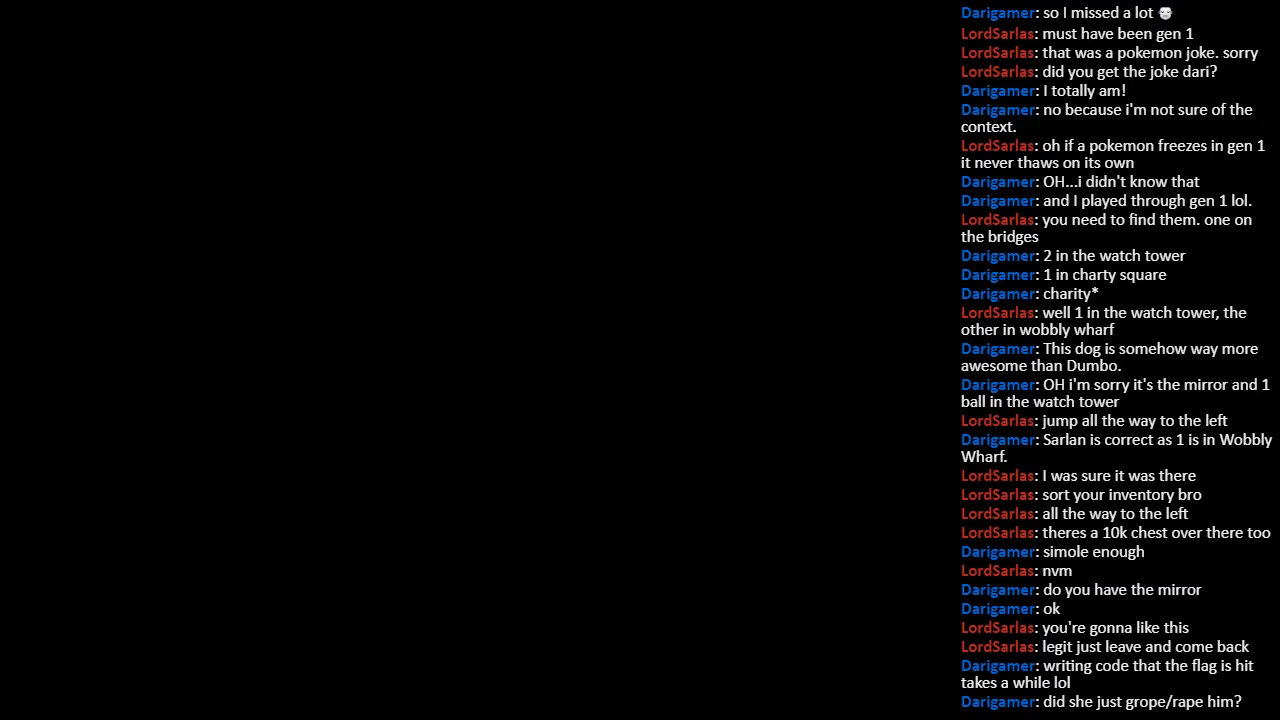 Darigamer: so I missed a lot
LordSarlas: must have been gen 1
LordSarlas: that was a pokemon joke. sorry
LordSarlas: did you get the joke dari?
Darigamer: I totally am!
Darigamer: no because i'm not sure of the
context.
LordSarlas: oh if a pokemon freezes in gen 1
it never thaws on its own
Darigamer: OH...i didn't know that
Darigamer: and I played through gen 1 lol.
LordSarlas: you need to find them. one on
the bridges
Darigamer: 2 in the watch tower
Darigamer: 1 in charty square
Darigamer: charity*
LordSarlas: well 1 in the watch tower, the
other in wobbly wharf
Darigamer: This dog is somehow way more
awesome than Dumbo.
Darigamer: OH i'm sorry it's the mirror and 1
ball in the watch tower
LordSarlas: jump all the way to the left
Darigamer: Sarlan is correct as 1 is in Wobbly
Wharf.
LordSarlas: I was sure it was there
LordSarlas: sort your inventory bro
LordSarlas: all the way to the left
LordSarlas: theres a 10k chest over there too
Darigamer: simole enough
LordSarlas: nvm
Darigamer: do you have the mirror
Darigamer: ok
LordSarlas: you're gonna like this
LordSarlas: legit just leave and come back
Darigamer: writing code that the flag is hit
takes a while lol
Darigamer: did she just grope/rape him?